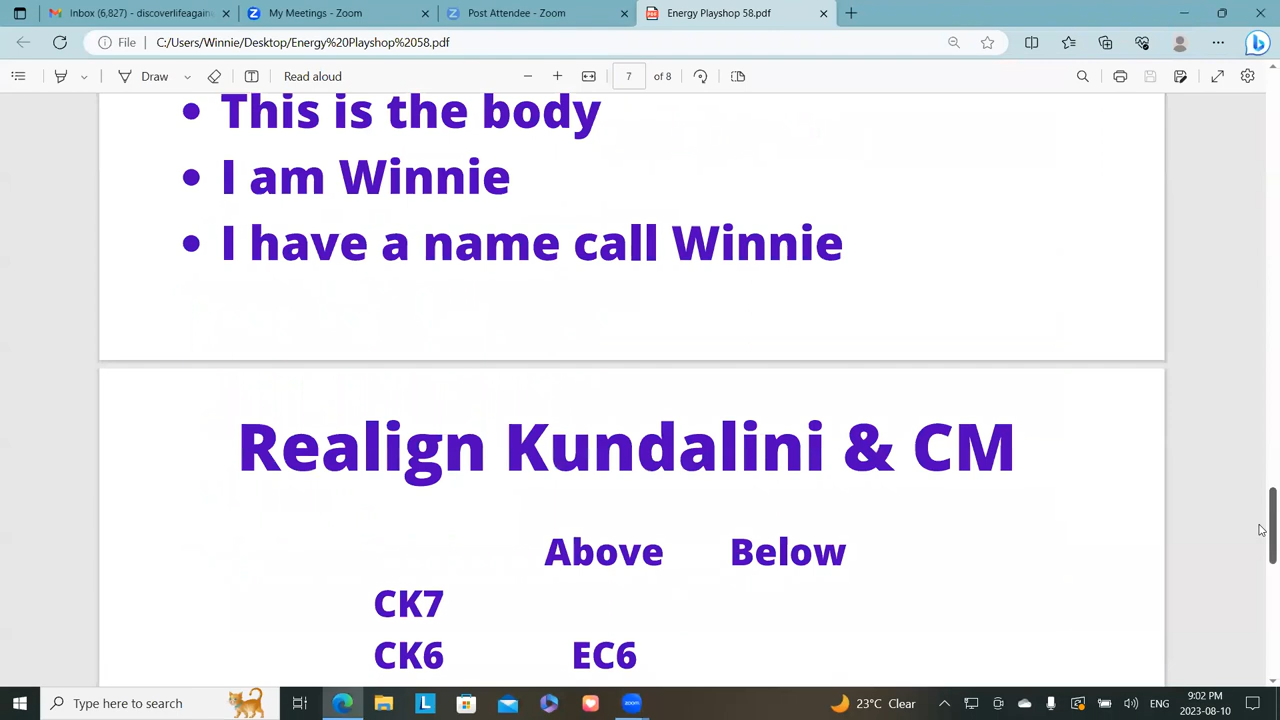 Inbox (6,827) - discoverlifeagain
My Meetings - Zoom
Post Attendee - Zoom
Energy Playshop 58.pdf
File
C:/Users/Winnie/Desktop/Energy%20Playshop%2058.pdf
Draw
Read aloud
7 of 8
• This is the body
• I am Winnie
• I have a name call Winnie
Realign Kundalini & CM
Above Below
CK7
CK6 EC6
Type here to search
zoom
23°C Clear
ENG
9:02 PM
2023-08-10